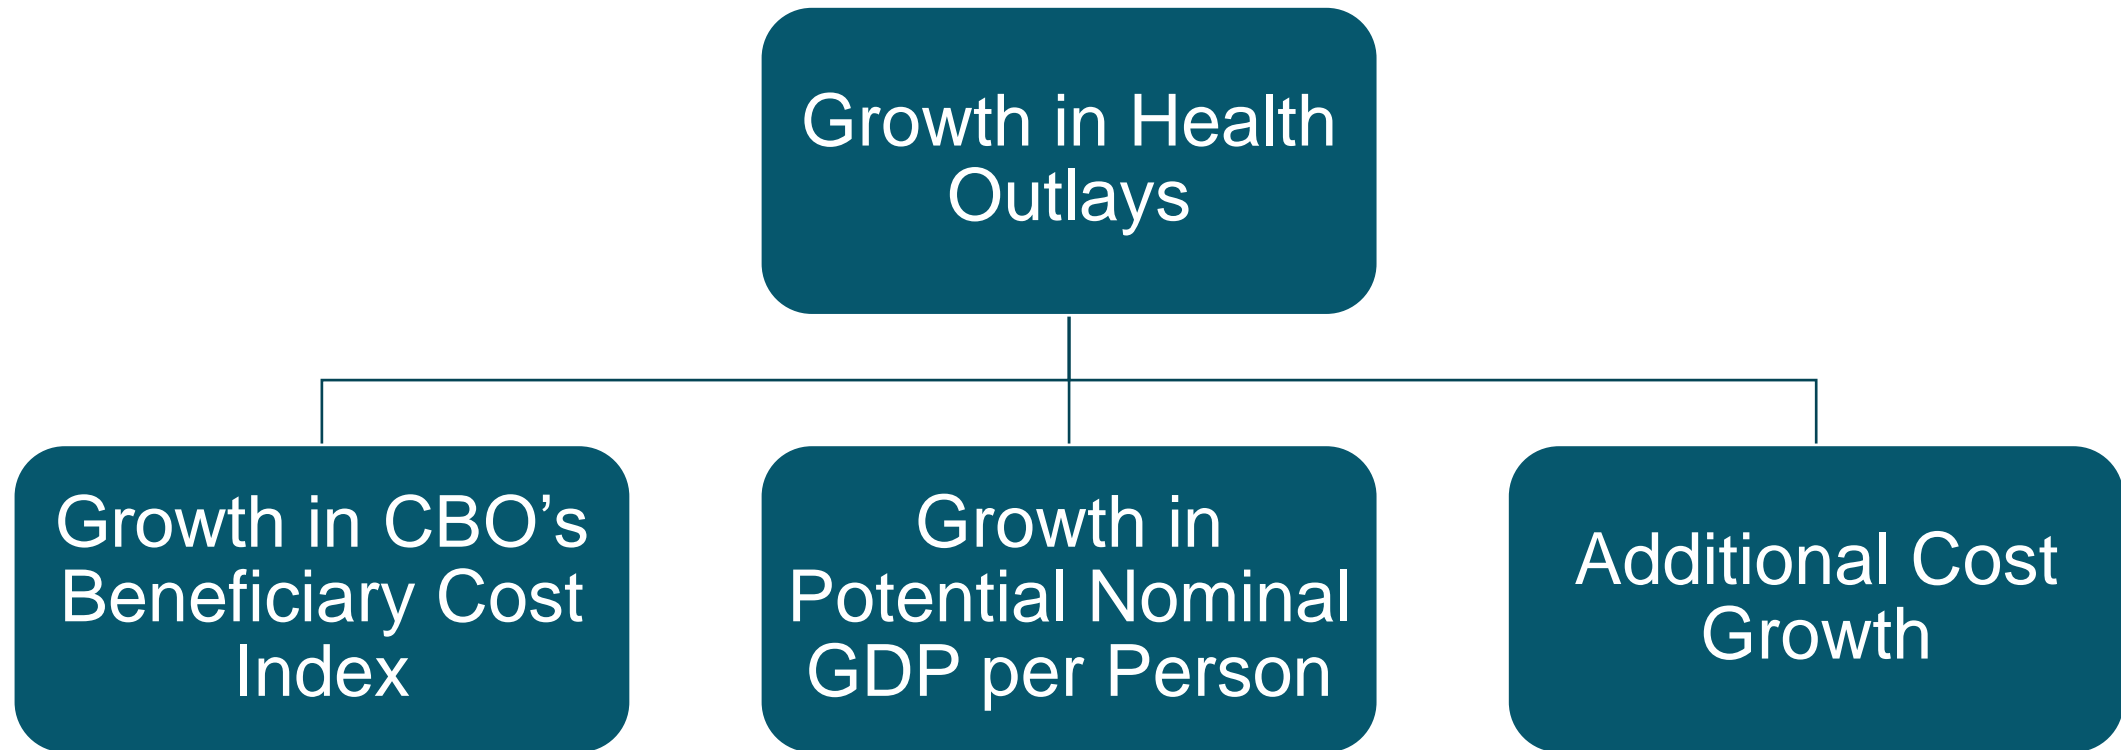 Growth in Health
Outlays
Growth in CBO’s
Beneficiary Cost
Index
Growth in
Potential Nominal
GDP per Person
Additional Cost
Growth